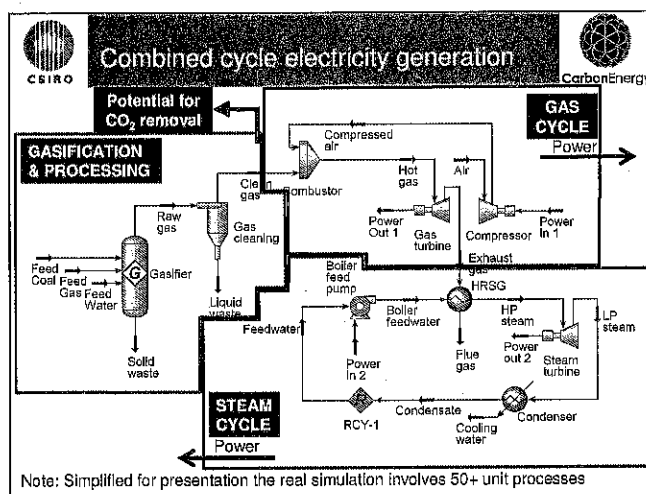 CSIRO
Combined cycle electricity generation
CarbonEnergy
Potential for
CO₂ removal
GAS
CYCLE
Power
GASIFICATION
& PROCESSING
Compressed
air
Clean
gas
Combustor
Hot
gas
Air
Raw
gas
Gas
cleaning
Power
Out 1
Gas
turbine
Compressor
Power
In 1
Feed
Coal
Feed
Gas
Feed
Water
G
Gasifier
Liquid
waste
Solid
waste
Exhaust
gas
Boiler
feed
pump
HRSG
Feedwater
Boiler
feedwater
HP
steam
LP
steam
Power
In 2
Flue
gas
Power
out 2
Steam
turbine
STEAM
CYCLE
Power
R
RCY-1
Condensate
Cooling
water
Condenser
Note: Simplified for presentation the real simulation involves 50+ unit processes